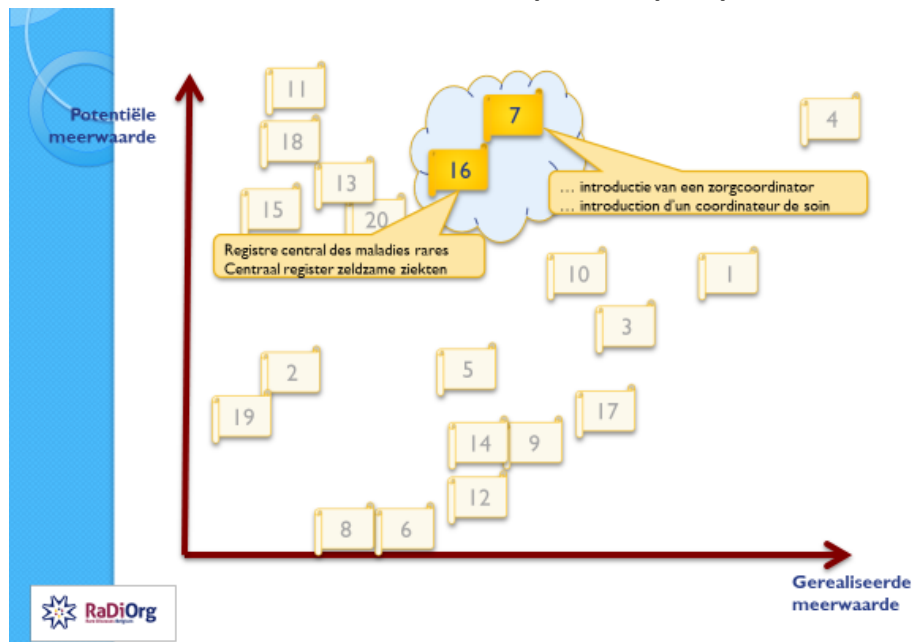 Potentiële
meerwaarde
11
7
4
18
16
13
… introductie van een zorgcoordinator
… introduction d'un coordinateur de soin
15
20
Registre central des maladies rares
Centraal register zeldzame ziekten
10
1
3
2
5
19
17
14
9
12
8
6
Gerealiseerde
meerwaarde
RaDiOrg